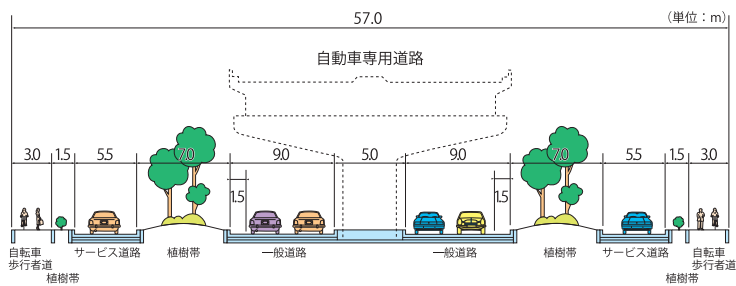 57.0
（単位：m）
自動車専用道路
3.0 1.5 5.5 7.0 9.0 5.0 9.0 7.0 5.5 1.5 3.0
1.5 1.5
自転車
歩行者道
植樹帯
サービス道路
植樹帯
一般道路
一般道路
植樹帯
サービス道路
植樹帯
自転車
歩行者道